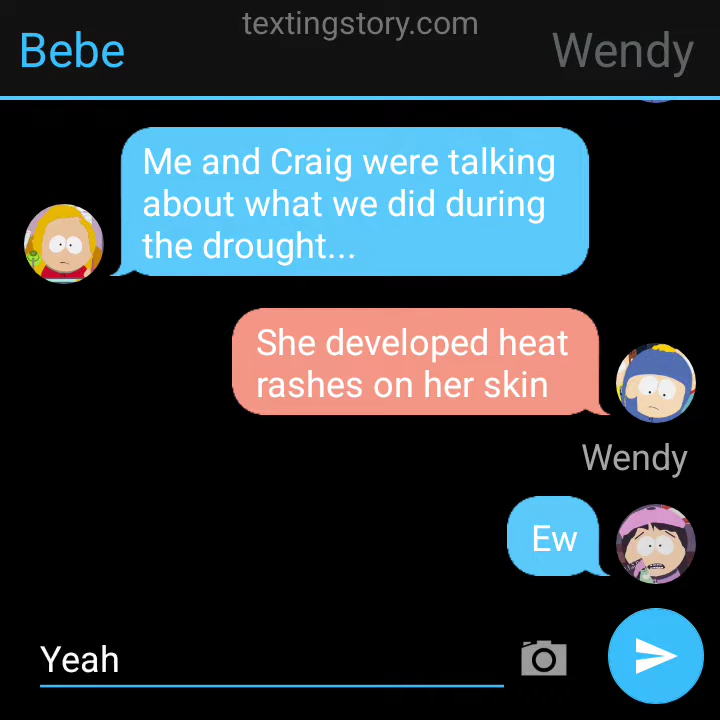 textingstory.com
Bebe
Wendy
Me and Craig were talking
about what we did during
the drought...
She developed heat
rashes on her skin
Wendy
Ew
Yeah